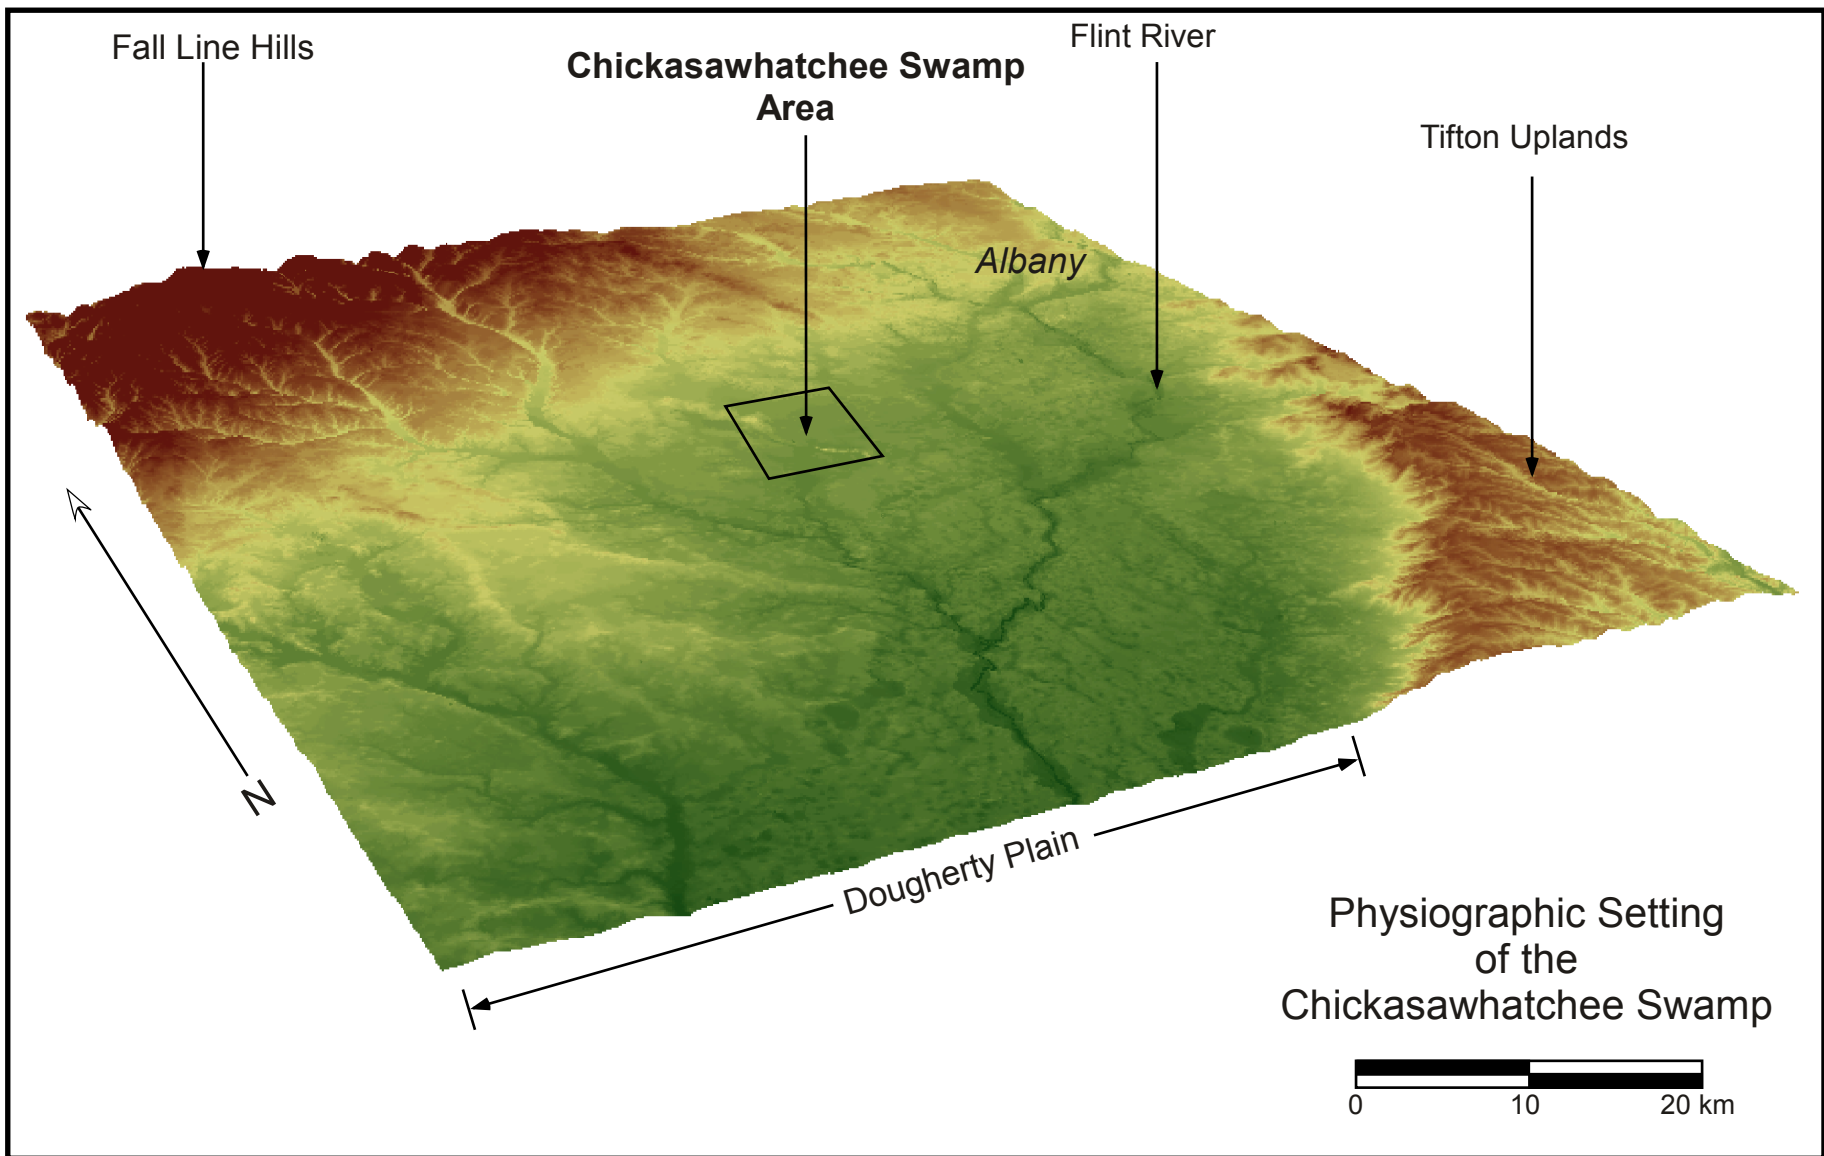 Fall Line Hills
Chickasawhatchee Swamp
Area
Flint River
Tifton Uplands
Albany
N
Dougherty Plain
Physiographic Setting
of the
Chickasawhatchee Swamp
0 10 20 km